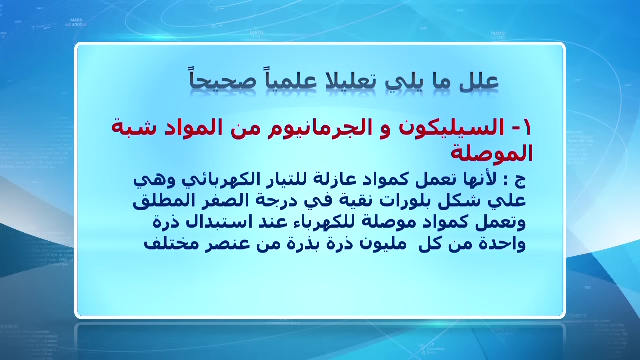 علل ما يلي تعليلا علمياً صحيحاً
١- السيليكون و الجرمانيوم من المواد شبة
الموصلة
ج : لأنها تعمل كمواد عازلة للتيار الكهربائي وهي
علي شكل بلورات نقية في درجة الصفر المطلق
وتعمل كمواد موصلة للكهرباء عند استبدال ذرة
واحدة من كل مليون ذرة بذرة من عنصر مختلف